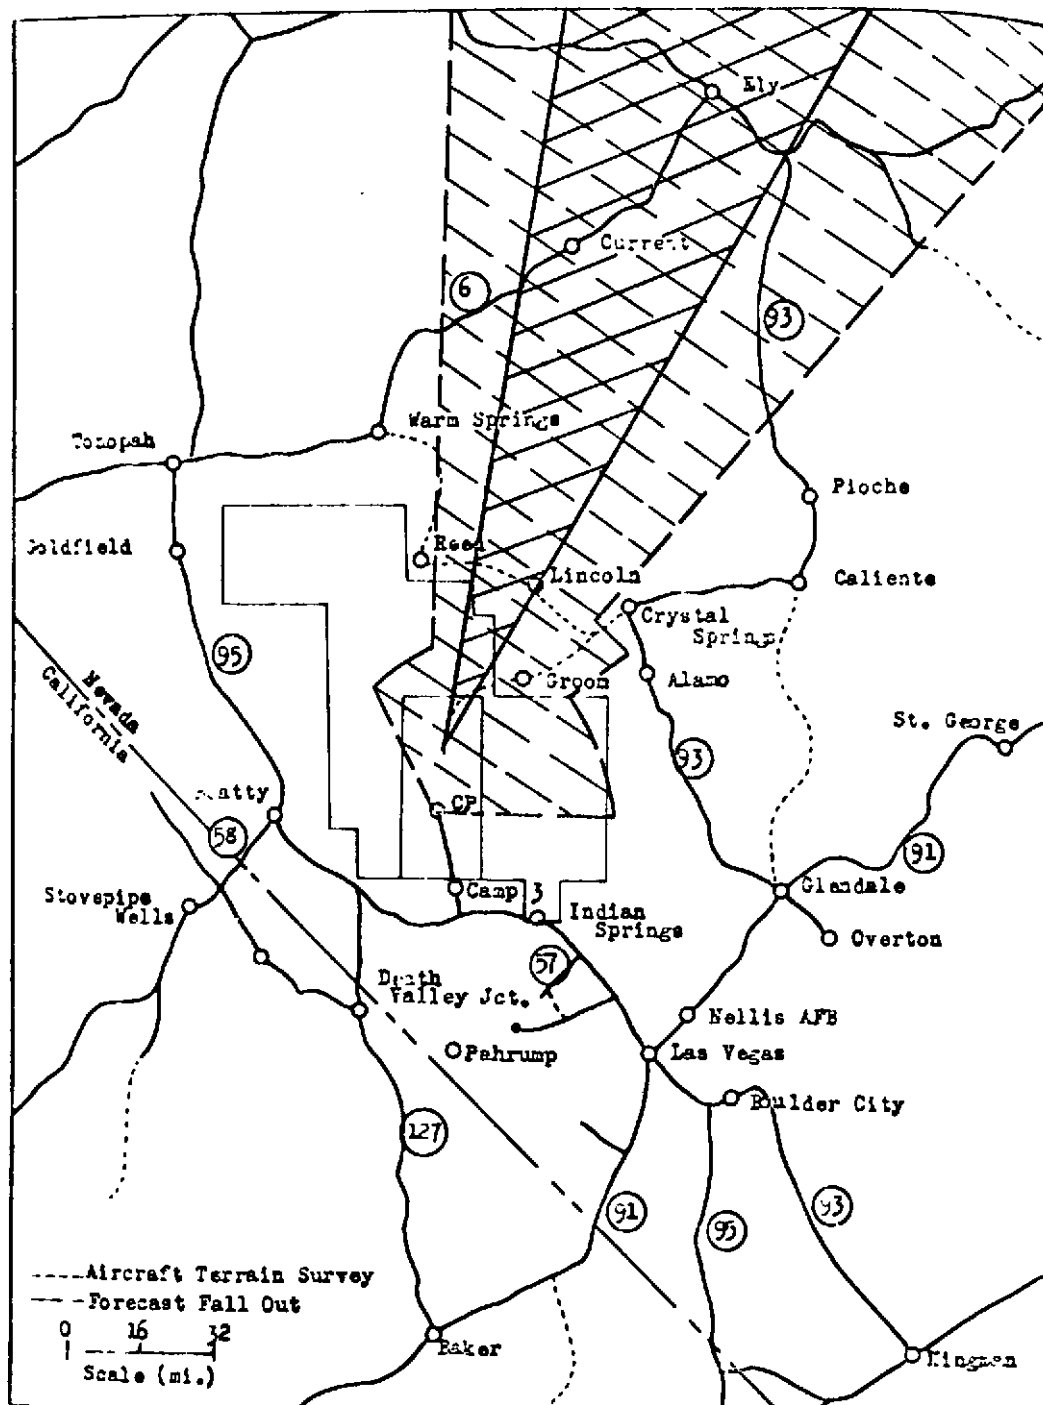 Ely
Current
6
93
Warm Springs
Tonopah
Pioche
Goldfield
Reed
Lincoln
Caliente
Crystal
Springs
95
Groom
Alamo
Nevada
California
St. George
93
Beatty
CP
58
91
Camp 3
Glendale
Stovepipe
Wells
Indian
Springs
Overton
57
Death
Valley Jct.
Nellis AFB
Pahrump
Las Vegas
Boulder City
127
91
95
93
Aircraft Terrain Survey
Forecast Fall Out
0 16 32
Scale (mi.)
Baker
Kingman